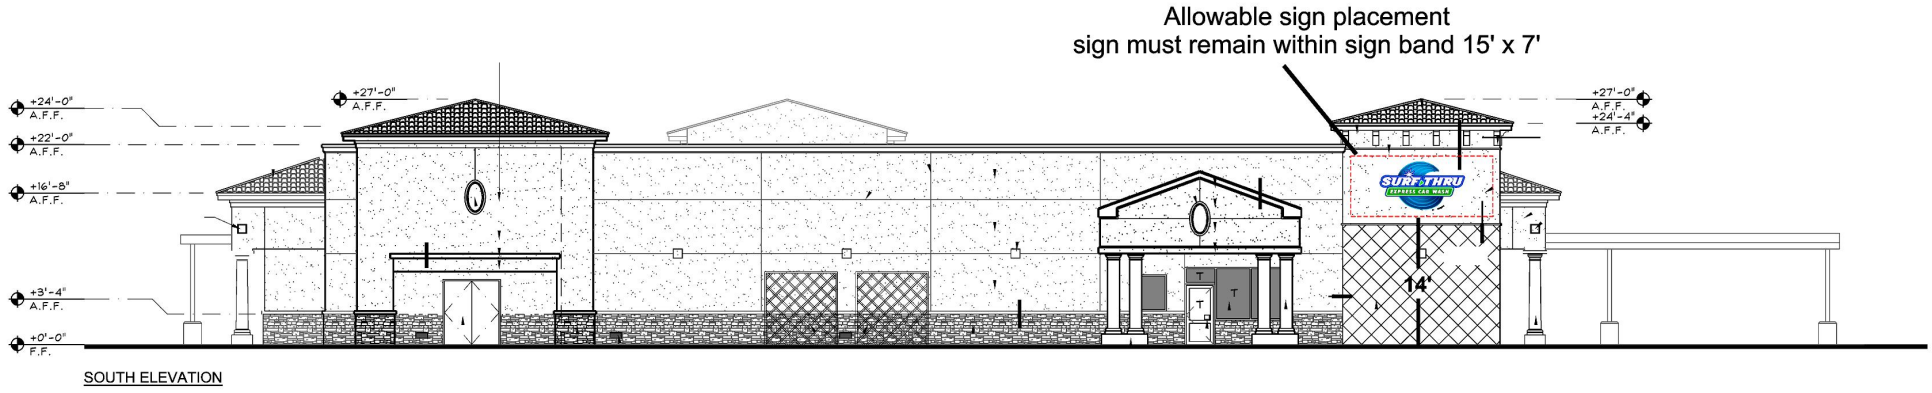 Allowable sign placement
sign must remain within sign band 15' x 7'
+24'-0"
A.F.F.
+27'-0"
A.F.F.
+27'-0"
A.F.F.
+24'-4"
A.F.F.
+22'-0"
A.F.F.
+16'-8"
A.F.F.
SURF THRU
EXPRESS CAR WASH
T
T
T
14'
+3'-4"
A.F.F.
+0'-0"
F.F.
SOUTH ELEVATION